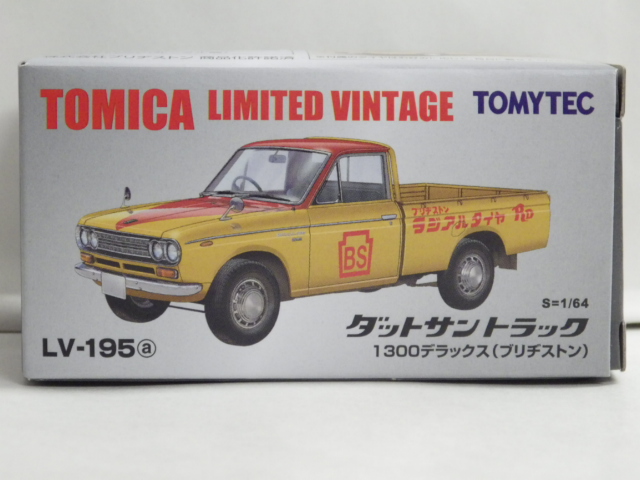 TOMICA LIMITED VINTAGE TOMYTEC
BS
ブリヂストン
ラジアルタイヤ
S=1/64
LV-195ⓐ
ダットサントラック
1300デラックス(ブリヂストン)